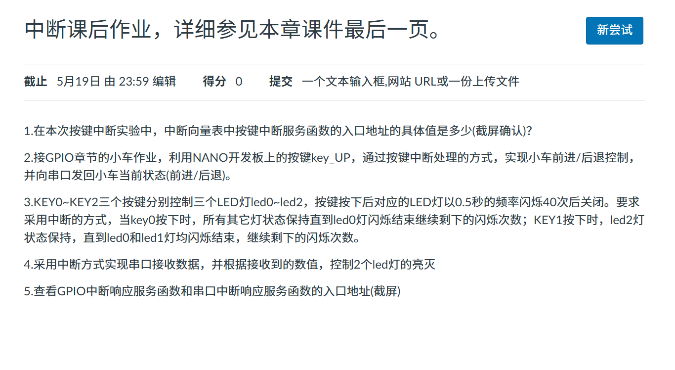 中断课后作业，详细参见本章课件最后一页。
新尝试
截止 5月19日 由 23:59 编辑 得分 0 提交 一个文本输入框,网站 URL或一份上传文件
1.在本次按键中断实验中，中断向量表中按键中断服务函数的入口地址的具体值是多少(截屏确认)?
2.接GPIO章节的小车作业，利用NANO开发板上的按键key_UP，通过按键中断处理的方式，实现小车前进/后退控制，
并向串口发回小车当前状态(前进/后退)。
3.KEY0~KEY2三个按键分别控制三个LED灯led0~led2，按键按下后对应的LED灯以0.5秒的频率闪烁40次后关闭。要求
采用中断的方式，当key0按下时，所有其它灯状态保持直到led0灯闪烁结束继续剩下的闪烁次数；KEY1按下时，led2灯
状态保持，直到led0和led1灯均闪烁结束，继续剩下的闪烁次数。
4.采用中断方式实现串口接收数据，并根据接收到的数值，控制2个led灯的亮灭
5.查看GPIO中断响应服务函数和串口中断响应服务函数的入口地址(截屏)